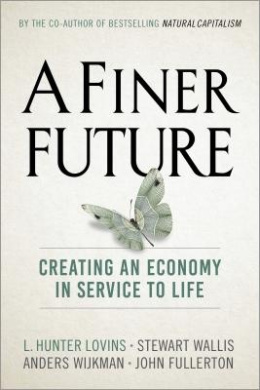 BY THE CO-AUTHOR OF BESTSELLING NATURAL CAPITALISM
A FINER
FUTURE
CREATING AN ECONOMY
IN SERVICE TO LIFE
L. HUNTER LOVINS · STEWART WALLIS
ANDERS WIJKMAN · JOHN FULLERTON